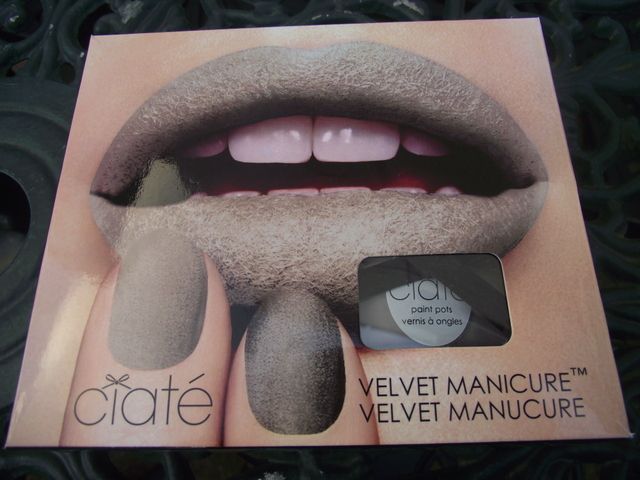 ciaté
paint pots
vernis à ongles
ciaté
VELVET MANICURE™
VELVET MANUCURE